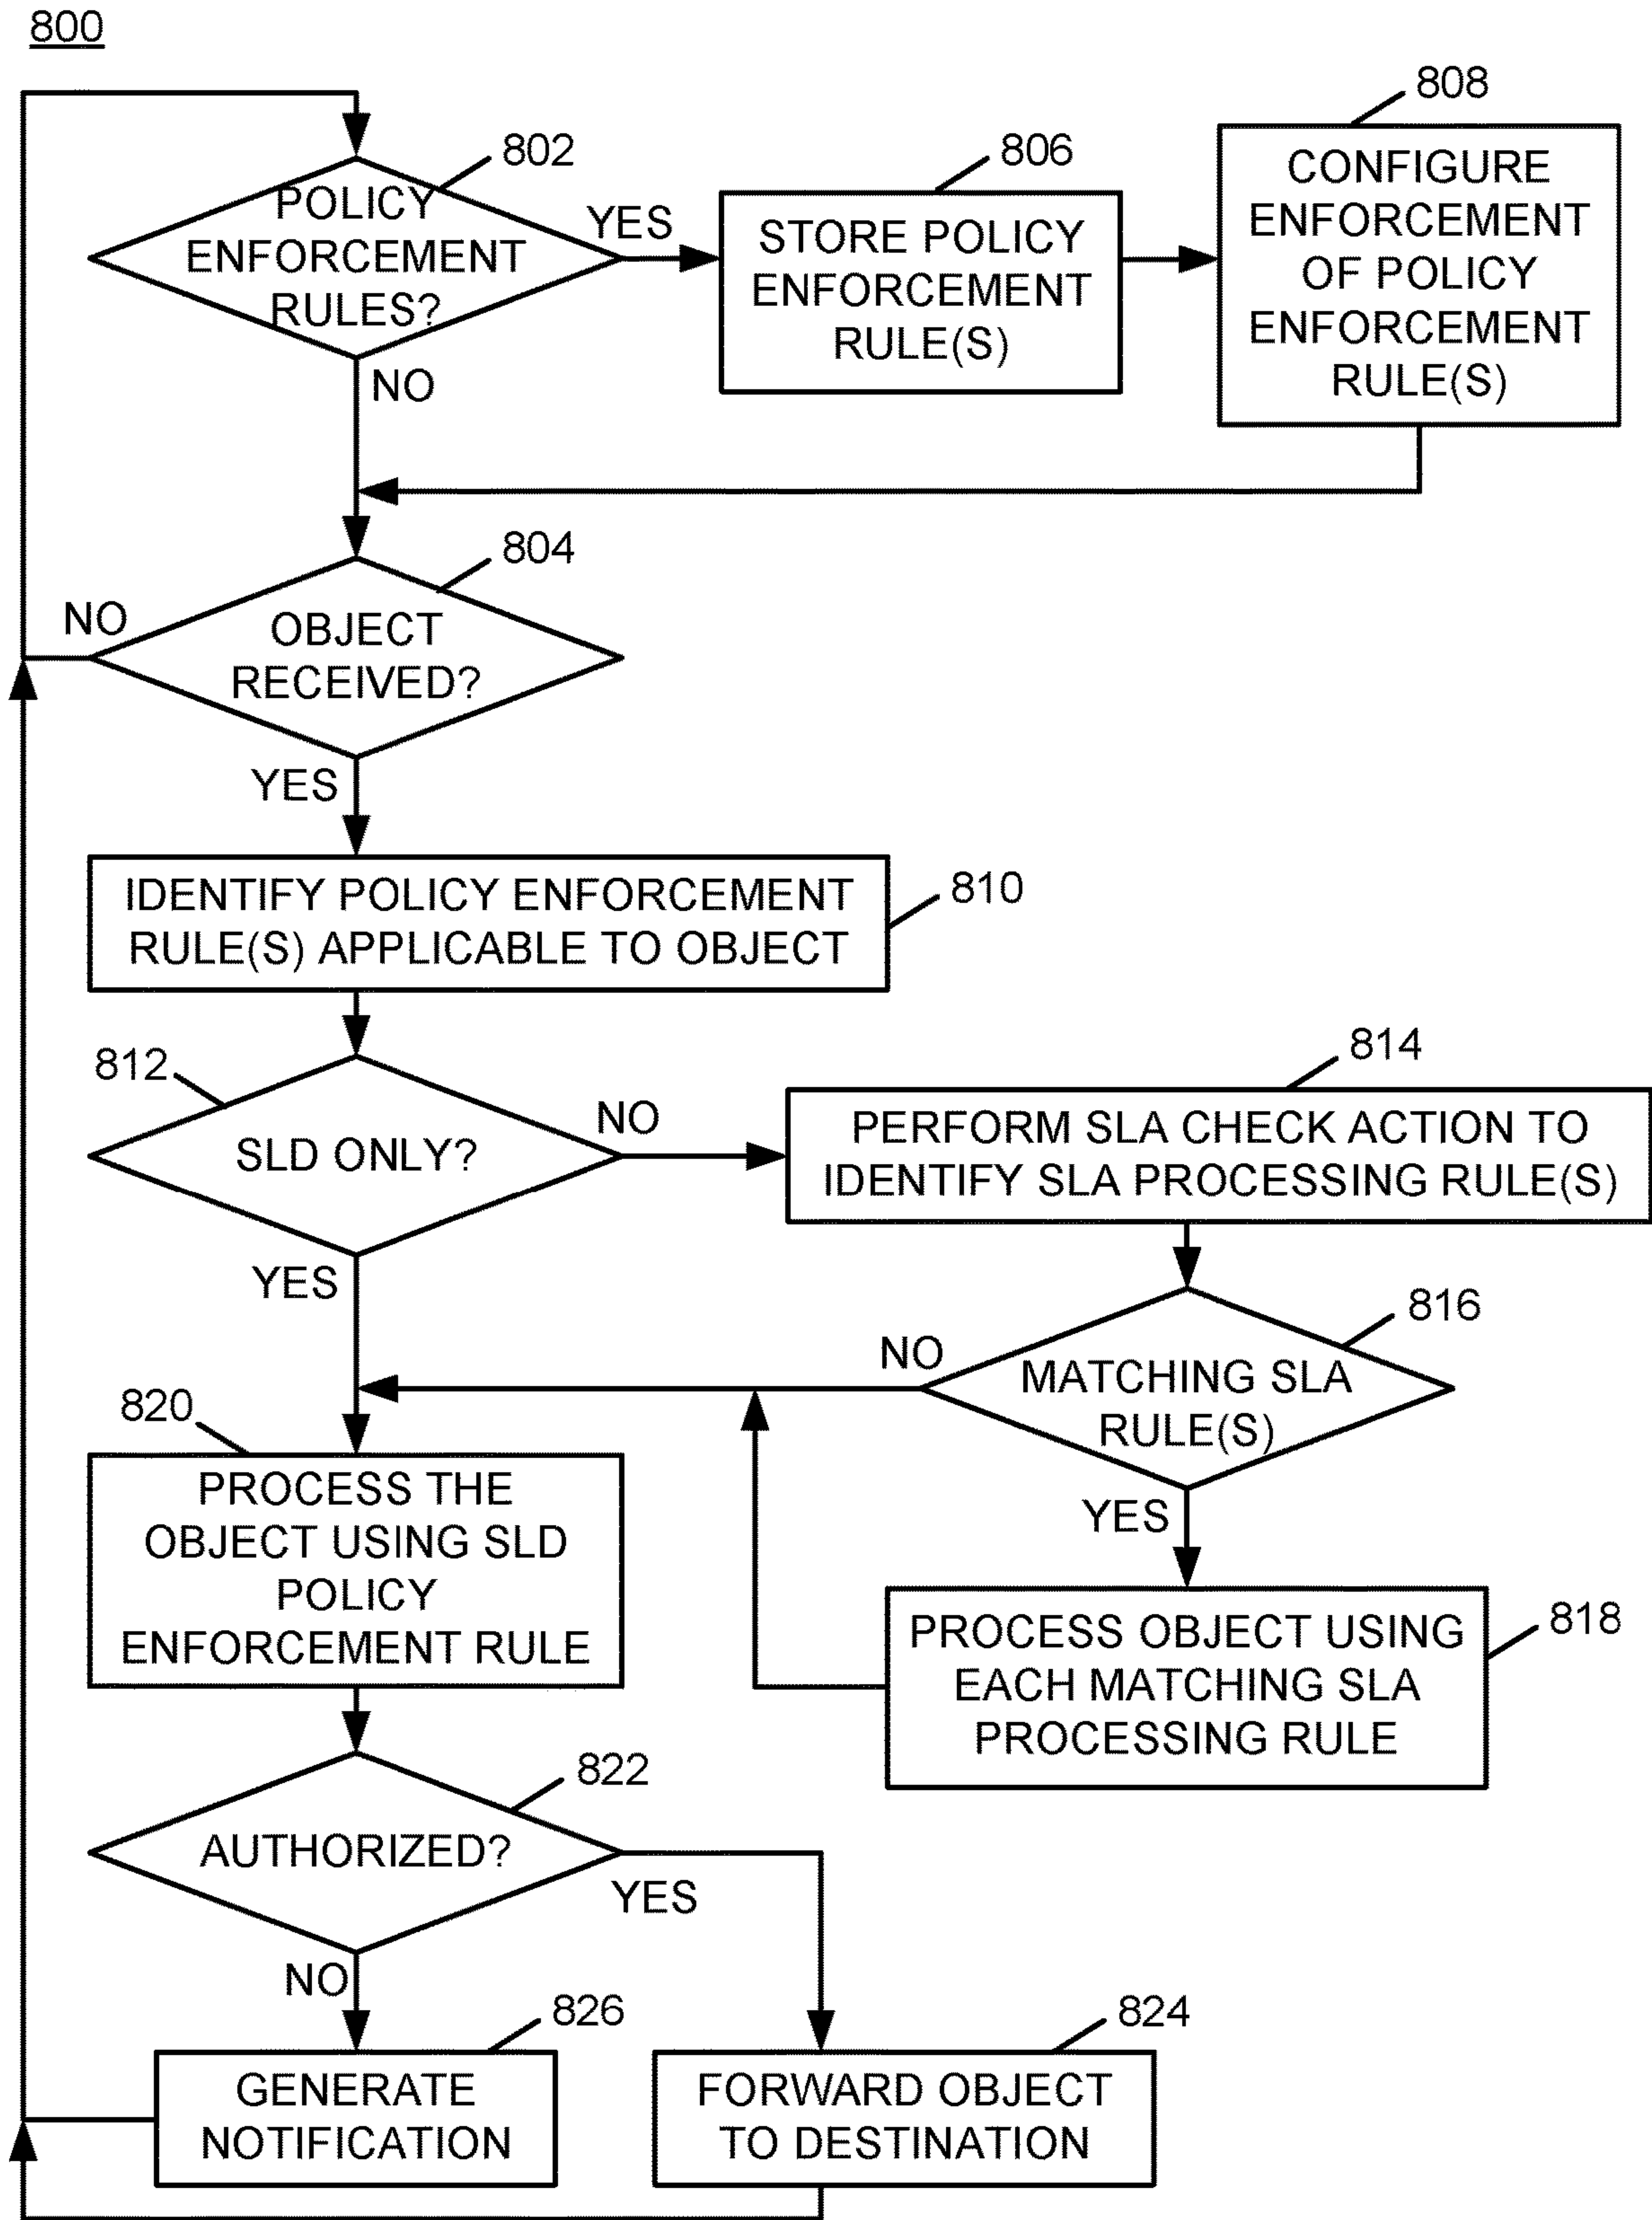 800
802
POLICY
ENFORCEMENT
RULES?
YES
NO
806
STORE POLICY
ENFORCEMENT
RULE(S)
808
CONFIGURE
ENFORCEMENT
OF POLICY
ENFORCEMENT
RULE(S)
804
OBJECT
RECEIVED?
NO
YES
810
IDENTIFY POLICY ENFORCEMENT
RULE(S) APPLICABLE TO OBJECT
812
SLD ONLY?
NO
YES
814
PERFORM SLA CHECK ACTION TO
IDENTIFY SLA PROCESSING RULE(S)
816
MATCHING SLA
RULE(S)
NO
YES
818
PROCESS OBJECT USING
EACH MATCHING SLA
PROCESSING RULE
820
PROCESS THE
OBJECT USING SLD
POLICY
ENFORCEMENT RULE
822
AUTHORIZED?
YES
NO
826
GENERATE
NOTIFICATION
824
FORWARD OBJECT
TO DESTINATION